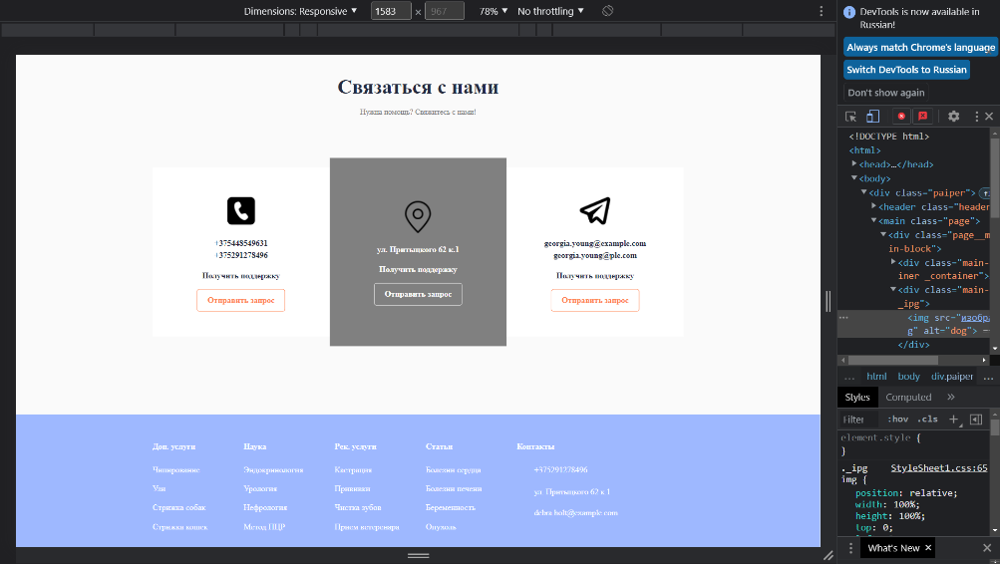 Dimensions: Responsive ▼ 1583 × 967 78% ▼ No throttling ▼
DevTools is now available in
Russian!
Always match Chrome's language
Switch DevTools to Russian
Don't show again
Связаться с нами
Нужна помощь? Свяжитесь с нами!
+375448549631
+375291278496
Получить поддержку
Отправить запрос
ул. Притыцкого 62 к.1
Получить поддержку
Отправить запрос
georgia.young@example.com
georgia.young@ple.com
Получить поддержку
Отправить запрос
Доп. услуги
Чипирование
Узи
Стрижка собак
Стрижка кошек
Наука
Эндокринология
Урология
Нефрология
Метод ПЦР
Рек. услуги
Кастрация
Прививки
Чистка зубов
Прием ветеринара
Статьи
Болезни сердца
Болезни печени
Беременность
Опухоль
Контакты
+375291278496
ул. Притыцкого 62 к.1
debra.holt@example.com
<!DOCTYPE html>
<html>
<head>…</head>
<body>
<div class="paiper"> f
<header class="header
<main class="page">
<div class="page__m
in-block">
<div class="main-
iner _container">
<div class="main-
_ipg">
<img src="изобра
g" alt="dog"> ==
</div>
… html body div.paiper …
Styles Computed »
Filter :hov .cls +
element.style {
}
._ipg StyleSheet1.css:65
img {
position: relative;
width: 100%;
height: 100%;
top: 0;
What's New ×